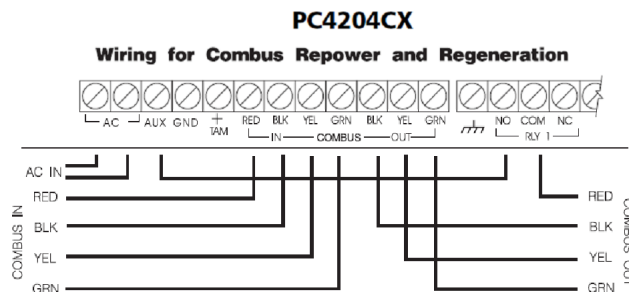 PC4204CX
Wiring for Combus Repower and Regeneration
AC AUX GND + TAM RED BLK YEL GRN BLK YEL GRN NO COM NC
IN COMBUS OUT RLY 1
AC IN
RED RED
BLK BLK
YEL YEL
GRN GRN
COMBUS IN
COMBUS OUT